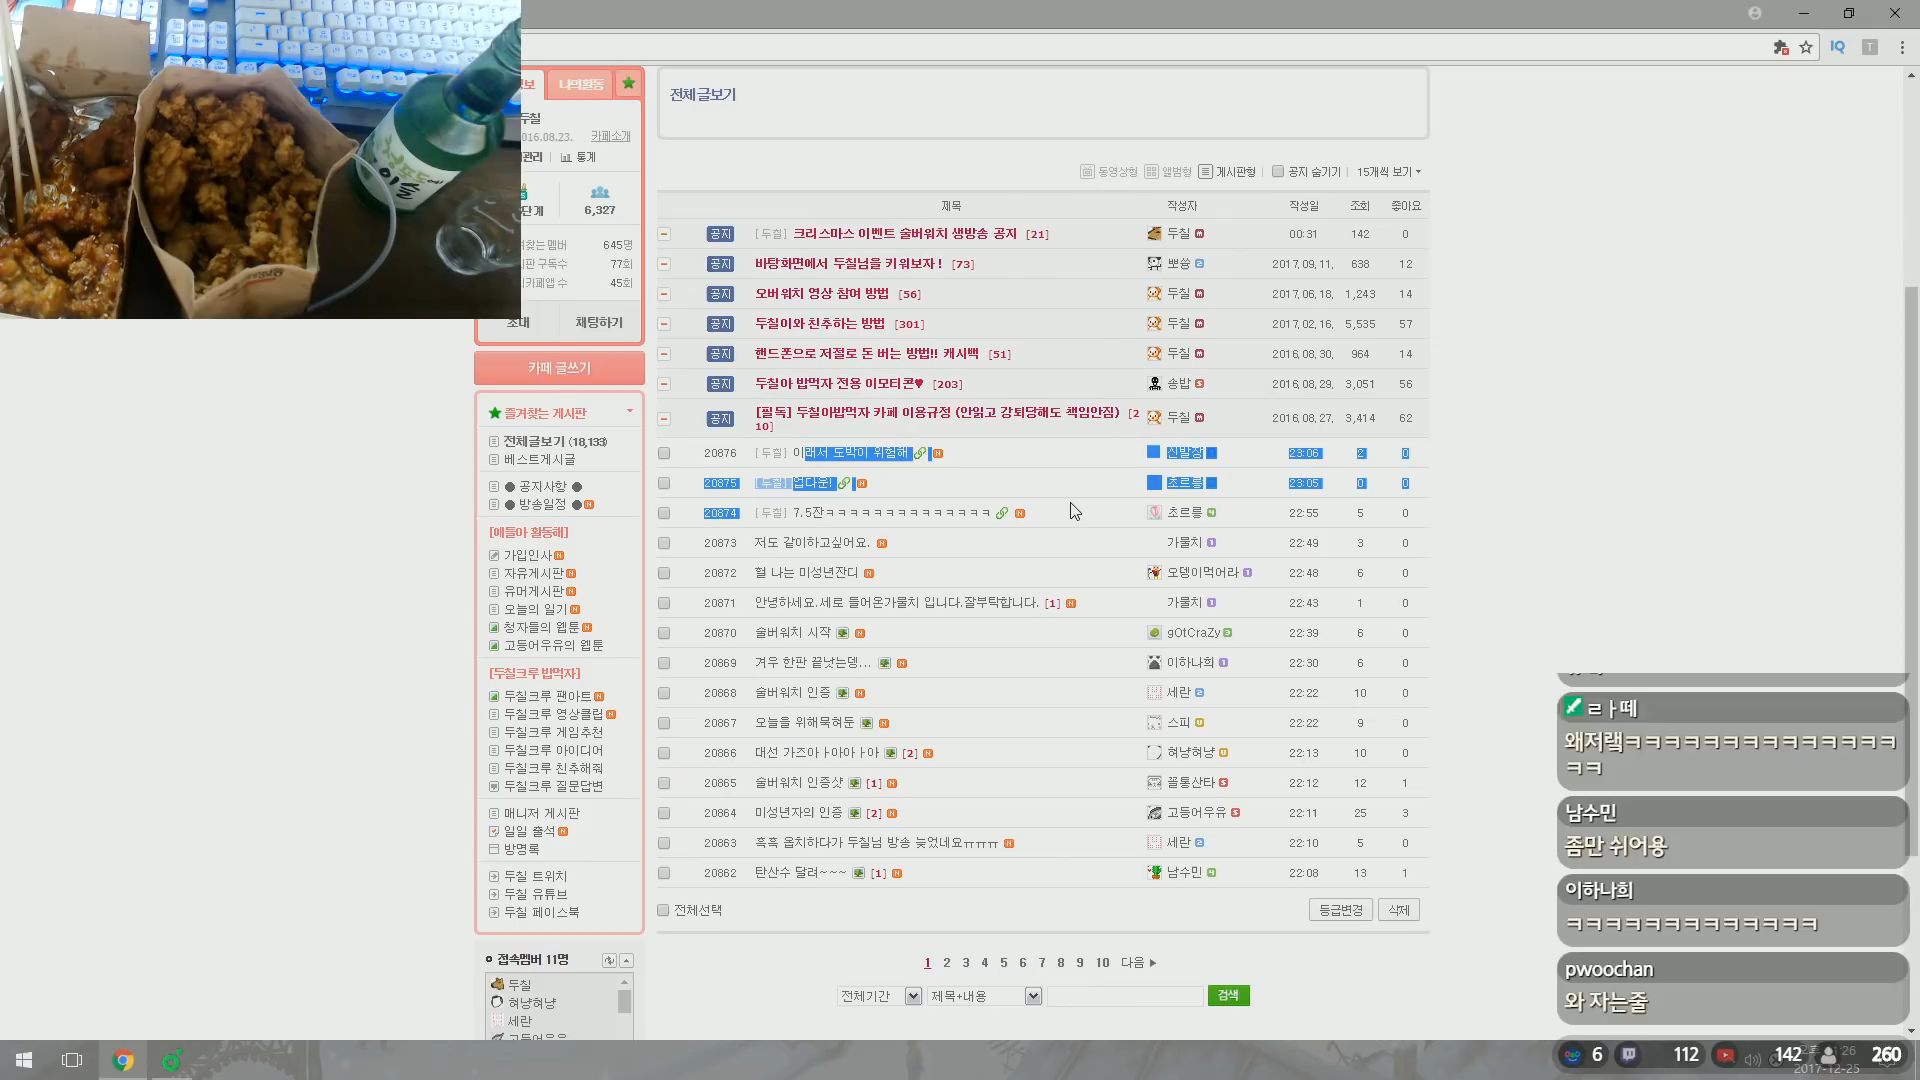 이슬
나의활동
두칠
2016.08.23. 카페소개
통계
6,327
645명
77회
45회
초대 채팅하기
카페 글쓰기
즐겨찾는 게시판
전체글보기 (18,133)
베스트게시글
● 공지사항 ●
● 방송일정 ●
[애들아 활동해]
가입인사
자유게시판
유머게시판
오늘의 일기
청자들의 웹툰
고등어우유의 웹툰
[두칠크루 밥먹자]
두칠크루 팬아트
두칠크루 영상클럽
두칠크루 게임추천
두칠크루 아이디어
두칠크루 친추해줘
두칠크루 질문답변
매니저 게시판
일일 출석
방명록
두칠 트위치
두칠 유튜브
두칠 페이스북
접속멤버 11명
두칠
혀냥혀냥
세란
전체글보기
동영상형 앨범형 게시판형 공지 숨기기 15개씩 보기
제목 작성자 작성일 조회 좋아요
공지 [두칠] 크리스마스 이벤트 술버워치 생방송 공지 [21] 두칠 00:31 142 0
공지 바탕화면에서 두칠님을 키워보자! [73] 뽀송 2017.09.11. 638 12
공지 오버워치 영상 참여 방법 [56] 두칠 2017.06.18. 1,243 14
공지 두칠이와 친추하는 방법 [301] 두칠 2017.02.16. 5,535 57
공지 핸드폰으로 저절로 돈 버는 방법!! 캐시백 [51] 두칠 2016.08.30. 964 14
공지 두칠아 밥먹자 전용 이모티콘♥ [203] 송밥 2016.08.29. 3,051 56
공지 [필독] 두칠아밥먹자 카페 이용규정 (안읽고 강퇴당해도 책임안짐) [2
10] 두칠 2016.08.27. 3,414 62
20876 [두칠] 이래서 도박이 위험해 신발장 23:06 2 0
20875 [두칠] 업다운! 초르릉 23:05 0 0
20874 [두칠] 7.5잔ㅋㅋㅋㅋㅋㅋㅋㅋㅋㅋㅋㅋㅋㅋ 초르릉 22:55 5 0
20873 저도 같이하고싶어요. 가물치 22:49 3 0
20872 헐 나는 미성년잔디 오뎅이먹어라 22:48 6 0
20871 안녕하세요.세로 들어온가물치 입니다.잘부탁합니다. [1] 가물치 22:43 1 0
20870 술버워치 시쟉 gOtCraZy 22:39 6 0
20869 겨우 한판 끝낫는뎅... 이하나희 22:30 6 0
20868 술버워치 인증 세란 22:22 10 0
20867 오늘을 위해묵혀둔 스피 22:22 9 0
20866 대선 가즈아ㅏ아아ㅏ아 [2] 혀냥혀냥 22:13 10 0
20865 술버워치 인증샷 [1] 꼴통산타 22:12 12 1
20864 미성년자의 인증 [2] 고등어우유 22:11 25 3
20863 흑흑 옵치하다가 두칠님 방송 늦었네요ㅠㅠㅠ 세란 22:10 5 0
20862 탄산수 달려~~~ [1] 남수민 22:08 13 1
전체선택 등급변경 삭제
1 2 3 4 5 6 7 8 9 10 다음
전체기간 제목+내용 검색
ㄹㅏ떼
왜저랰ㅋㅋㅋㅋㅋㅋㅋㅋㅋㅋㅋㅋㅋㅋ
ㅋㅋ
남수민
좀만 쉬어용
이하나희
ㅋㅋㅋㅋㅋㅋㅋㅋㅋㅋㅋㅋㅋ
pwoochan
와 자는줄
6 112 142 260
2017-12-25